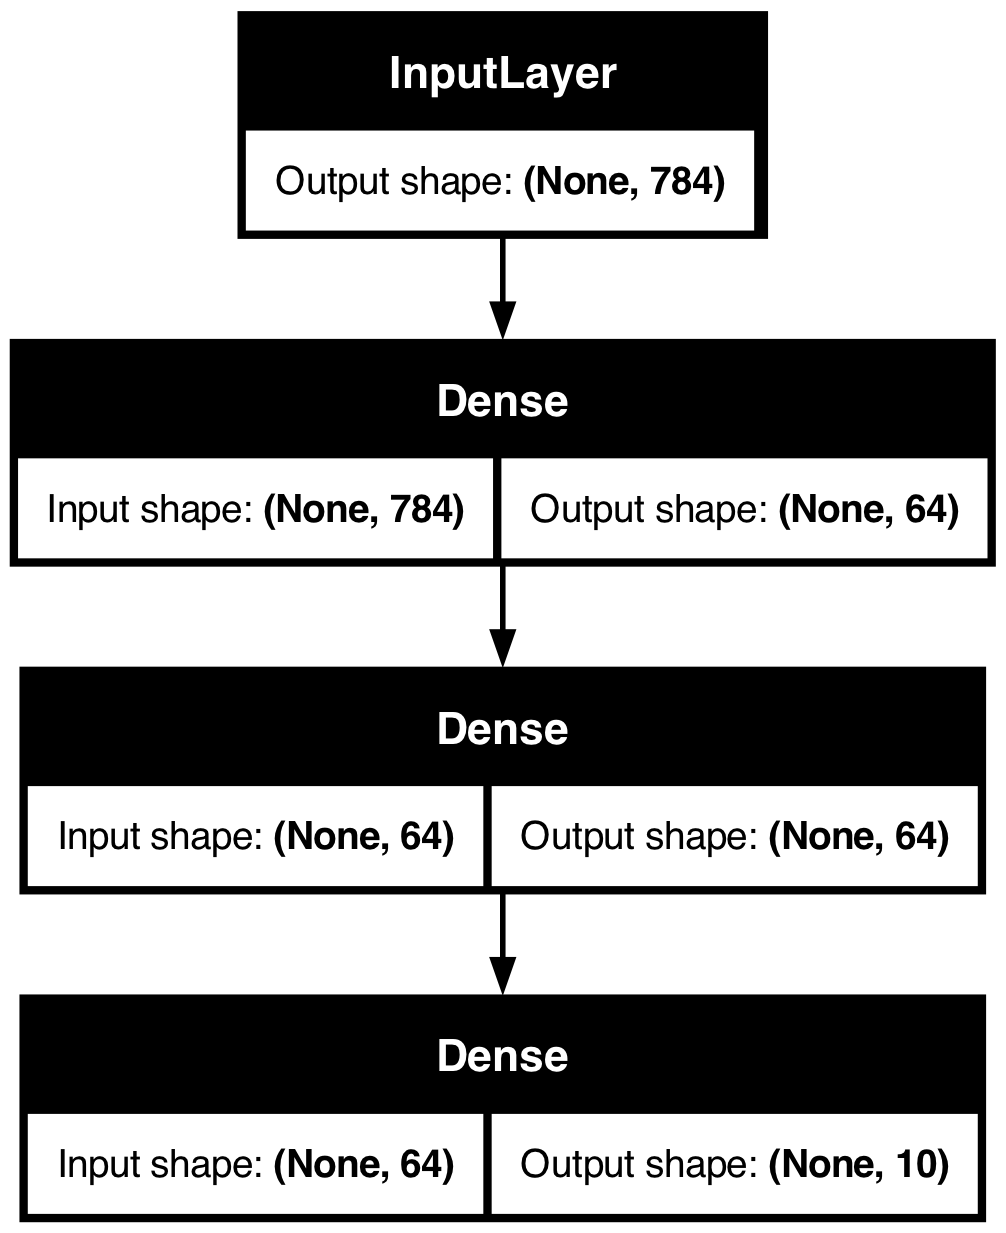 InputLayer
Output shape: (None, 784)
Dense
Input shape: (None, 784) Output shape: (None, 64)
Dense
Input shape: (None, 64) Output shape: (None, 64)
Dense
Input shape: (None, 64) Output shape: (None, 10)